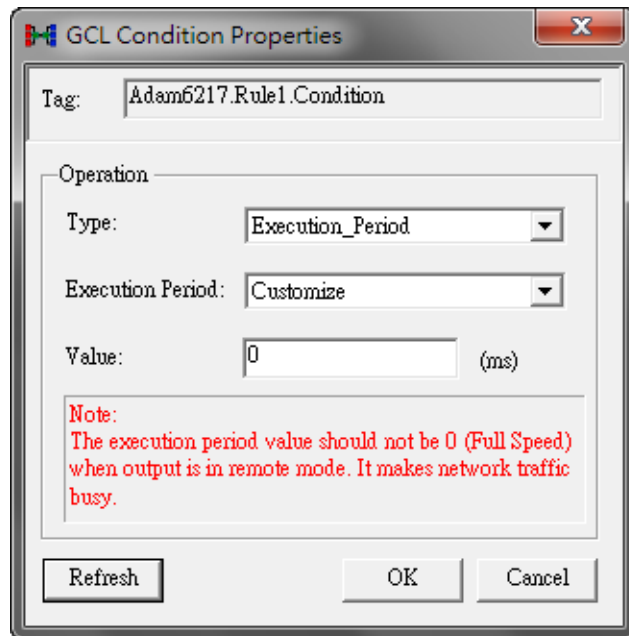 GCL Condition Properties
x
Tag: Adam6217.Rule1.Condition
Operation
Type: Execution_Period
Execution Period: Customize
Value: 0 (ms)
Note:
The execution period value should not be 0 (Full Speed)
when output is in remote mode. It makes network traffic
busy.
Refresh OK Cancel